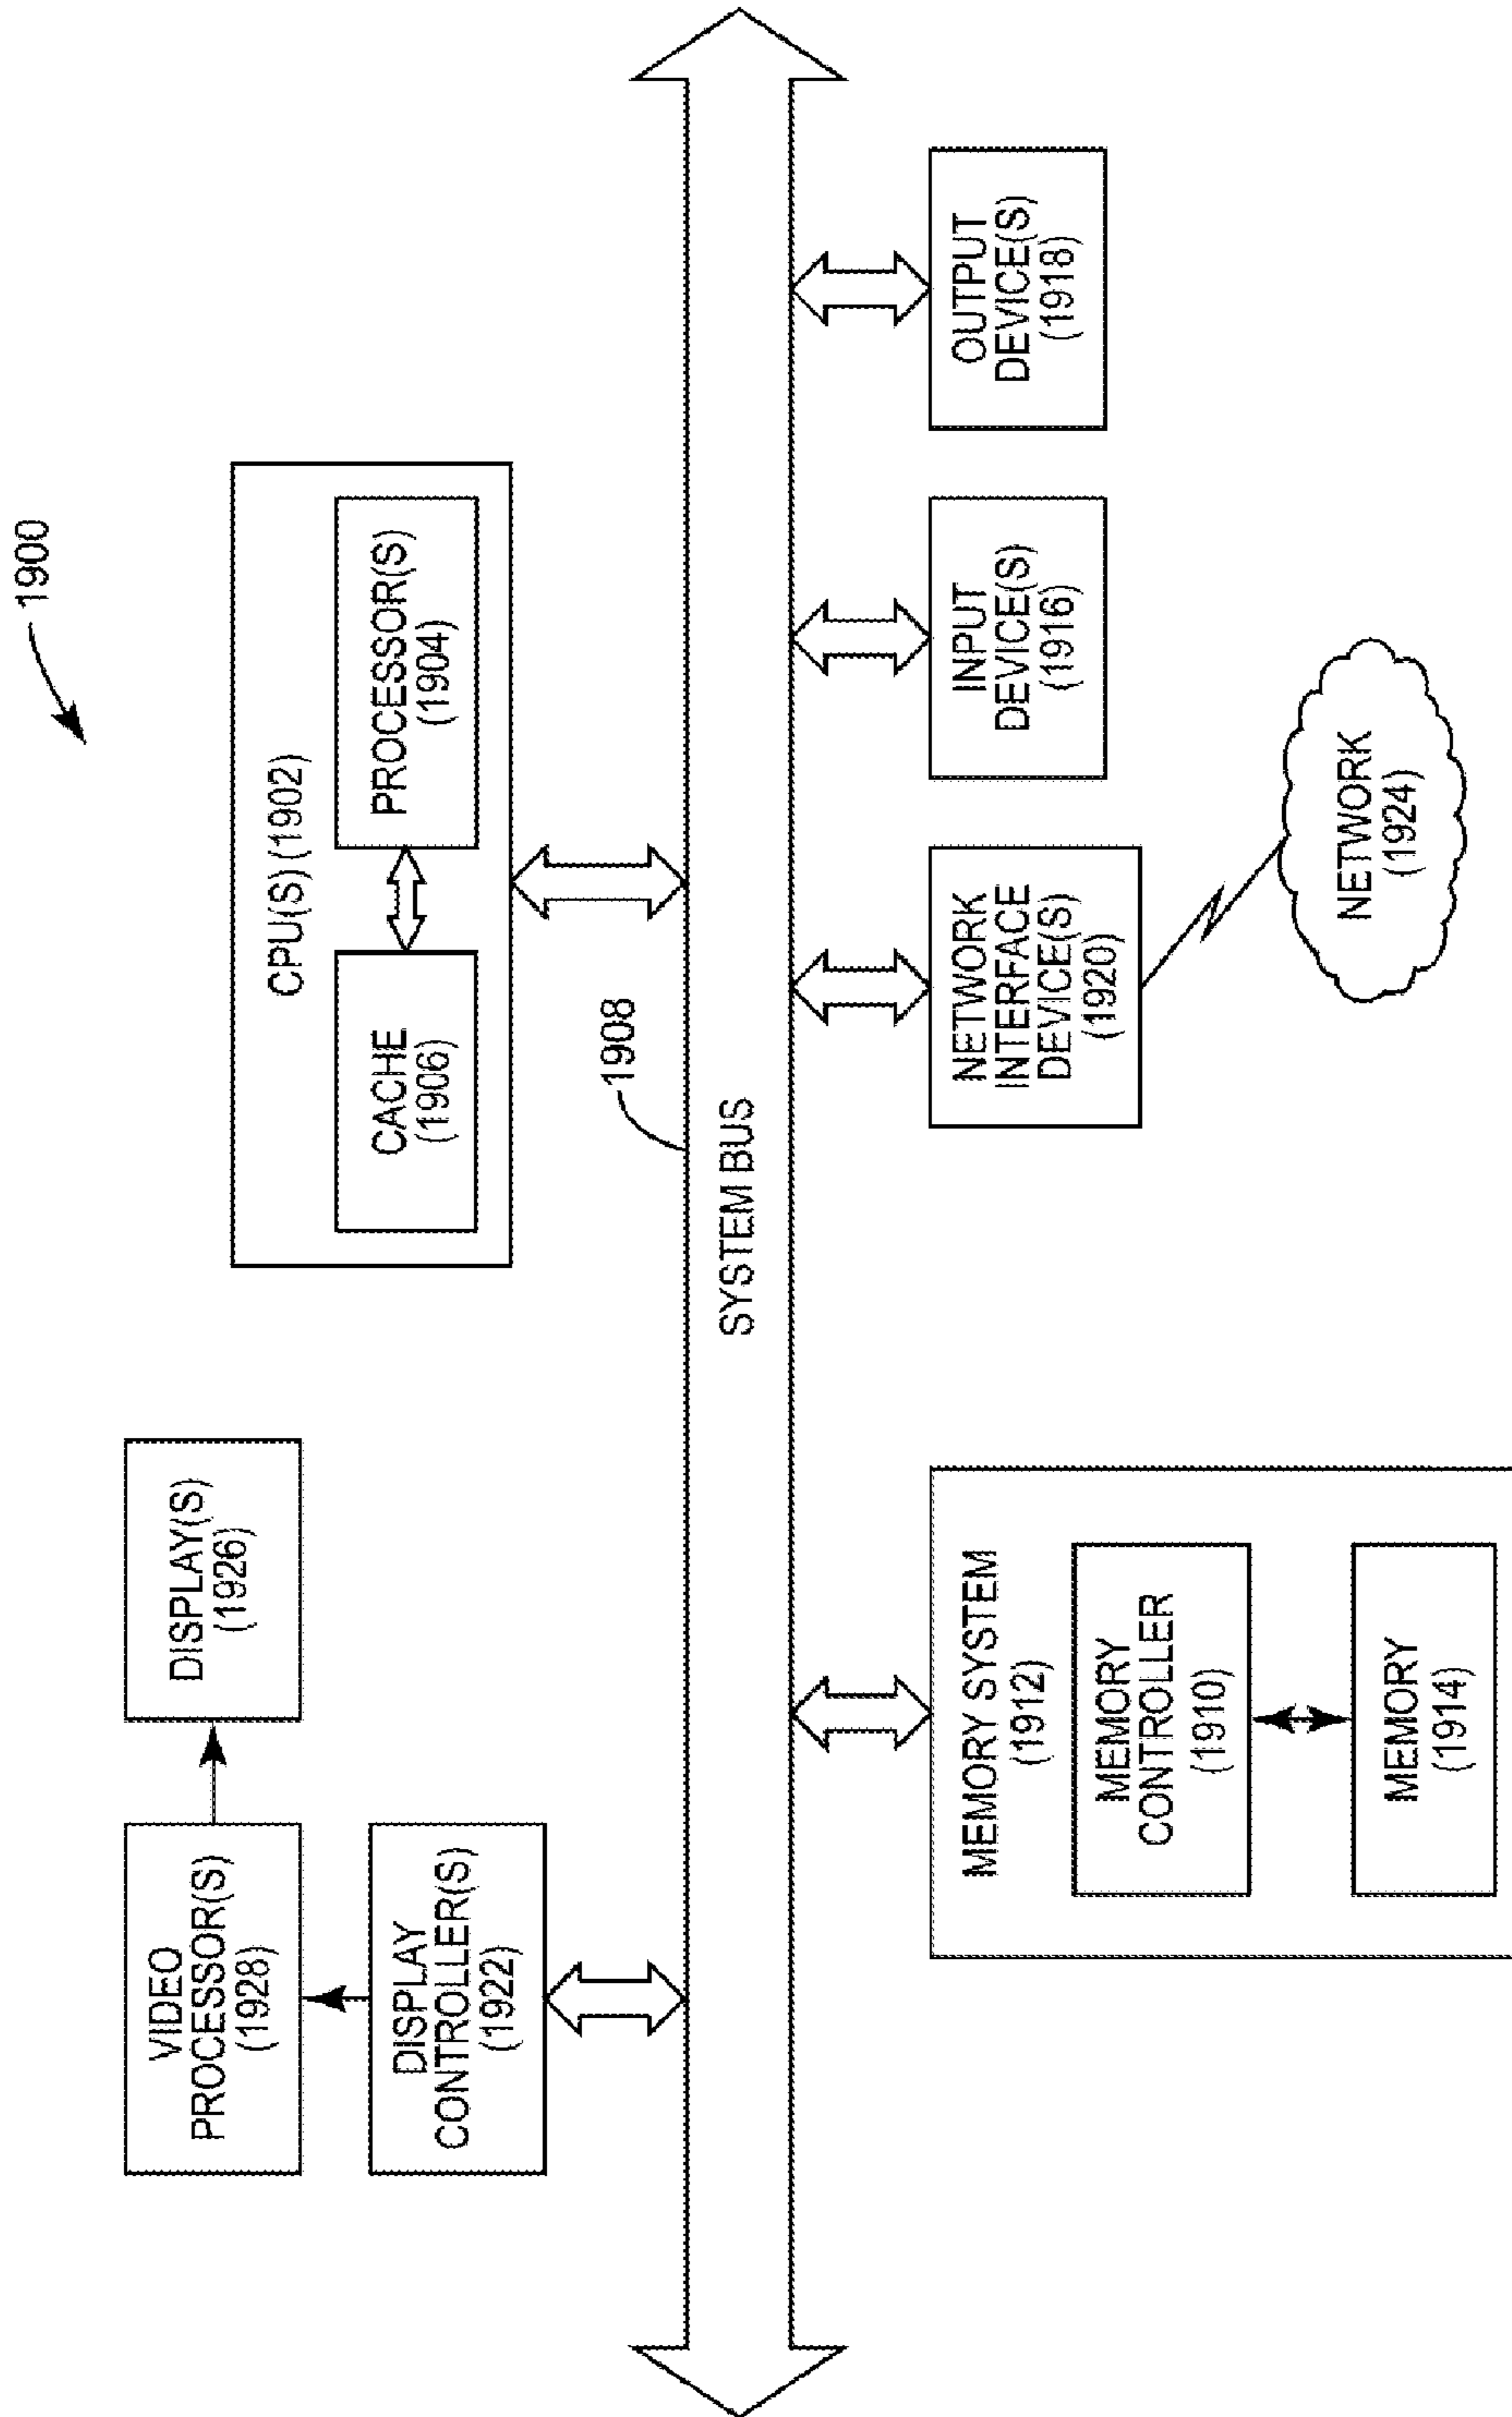 1900
VIDEO
PROCESSOR(S)
(1928)
DISPLAY(S)
(1926)
DISPLAY
CONTROLLER(S)
(1922)
CPU(S) (1902)
CACHE
(1906)
PROCESSOR(S)
(1904)
1908
SYSTEM BUS
MEMORY SYSTEM
(1912)
MEMORY
CONTROLLER
(1910)
MEMORY
(1914)
NETWORK
INTERFACE
DEVICE(S)
(1920)
INPUT
DEVICE(S)
(1916)
OUTPUT
DEVICE(S)
(1918)
NETWORK
(1924)